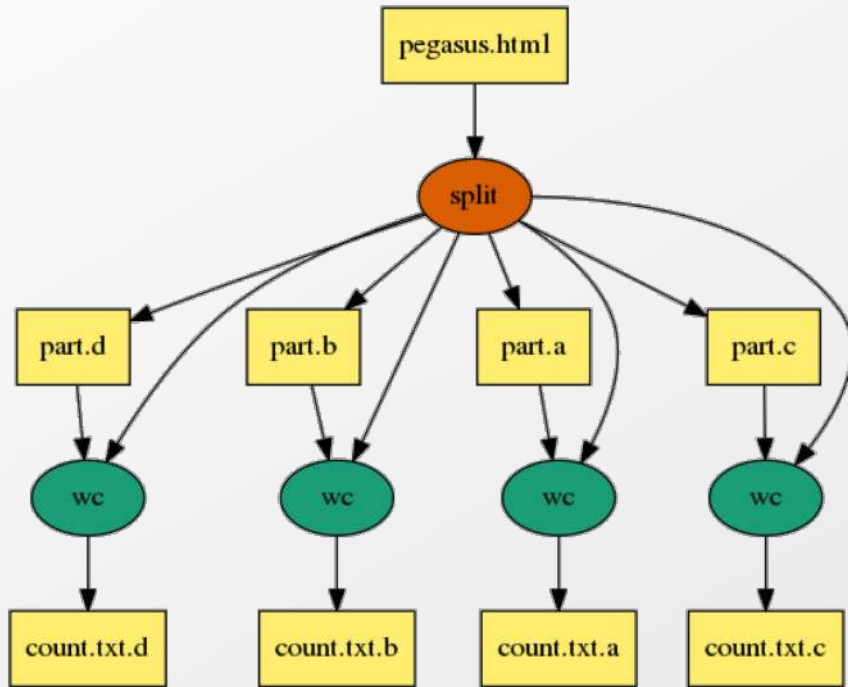 pegasus.html
split
part.d
part.b
part.a
part.c
wc
wc
wc
wc
count.txt.d
count.txt.b
count.txt.a
count.txt.c